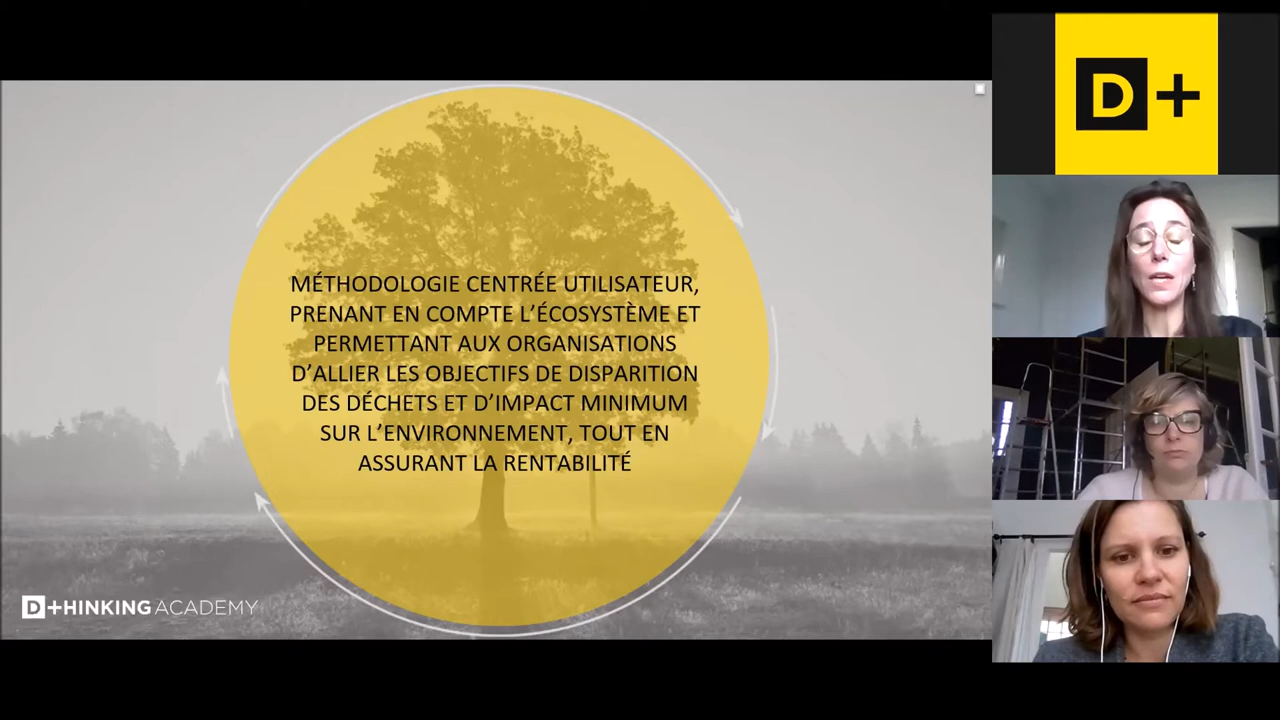 MÉTHODOLOGIE CENTRÉE UTILISATEUR,
PRENANT EN COMPTE L’ÉCOSYSTÈME ET
PERMETTANT AUX ORGANISATIONS
D’ALLIER LES OBJECTIFS DE DISPARITION
DES DÉCHETS ET D’IMPACT MINIMUM
SUR L’ENVIRONNEMENT, TOUT EN
ASSURANT LA RENTABILITÉ
D+HINKING ACADEMY
D+